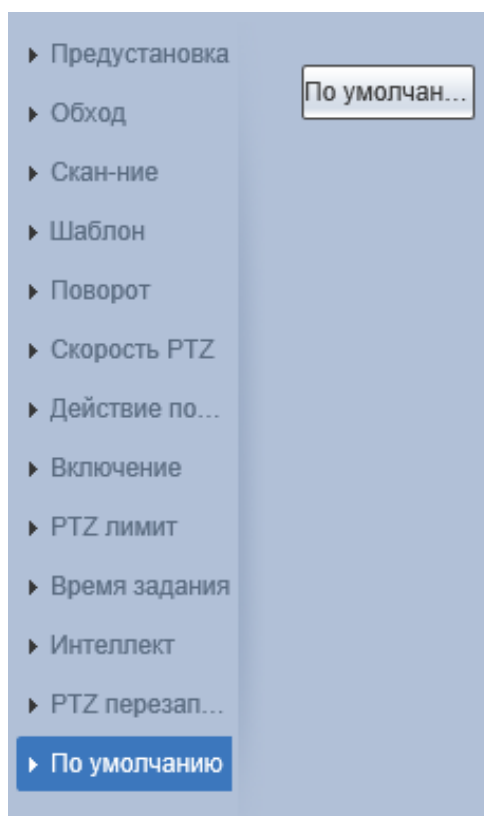 Предустановка
По умолчан...
Обход
Скан-ние
Шаблон
Поворот
Скорость PTZ
Действие по...
Включение
PTZ лимит
Время задания
Интеллект
PTZ перезап...
По умолчанию